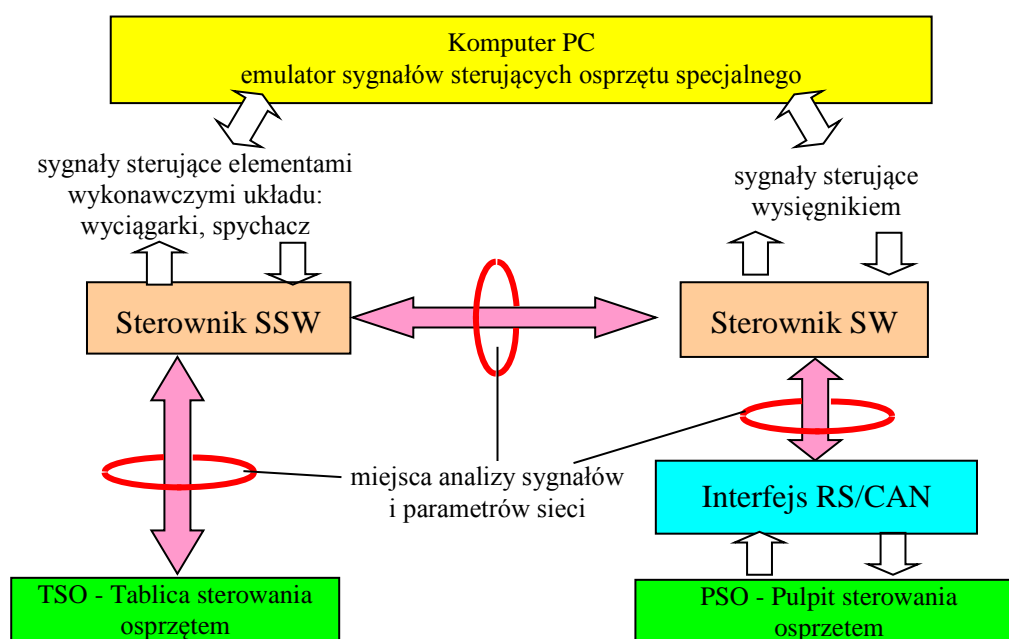 Komputer PC
emulator sygnałów sterujących osprzętu specjalnego
sygnały sterujące elementami
wykonawczymi układu:
wyciągarki, spychacz
sygnały sterujące
wysięgnikiem
Sterownik SSW
Sterownik SW
miejsca analizy sygnałów
i parametrów sieci
Interfejs RS/CAN
TSO - Tablica sterowania
osprzętem
PSO - Pulpit sterowania
osprzetem